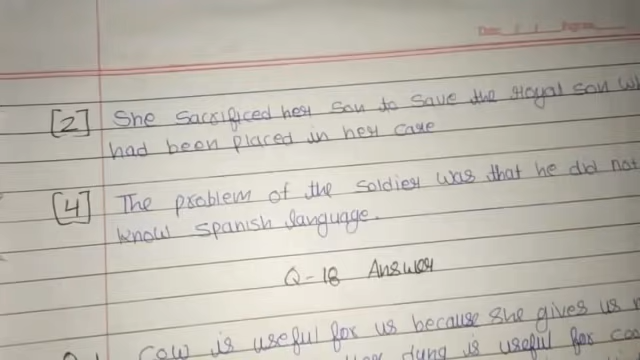 Date
[2] She sacrificed her son to save the royal son
had been placed in her care
[4] The problem of the soldier was that he did not
know spanish language.
Q-18 Answer
Cow is useful for us because she gives us
dung is useful for